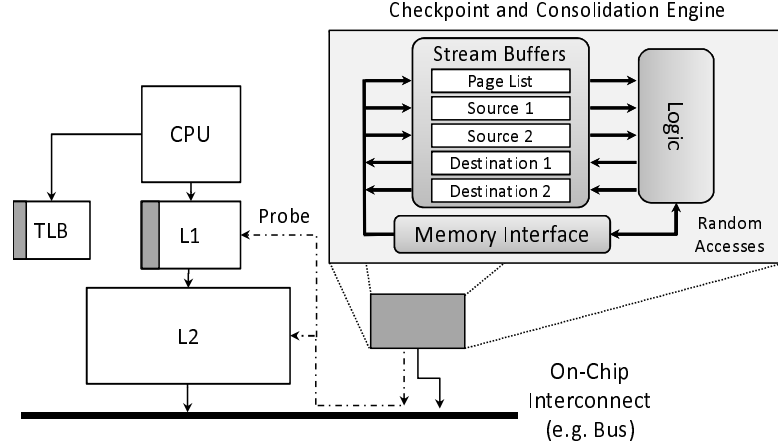 Checkpoint and Consolidation Engine
Stream Buffers
Page List
Source 1
Source 2
Destination 1
Destination 2
Logic
Memory Interface
Random
Accesses
CPU
TLB
L1
Probe
L2
On-Chip
Interconnect
(e.g. Bus)